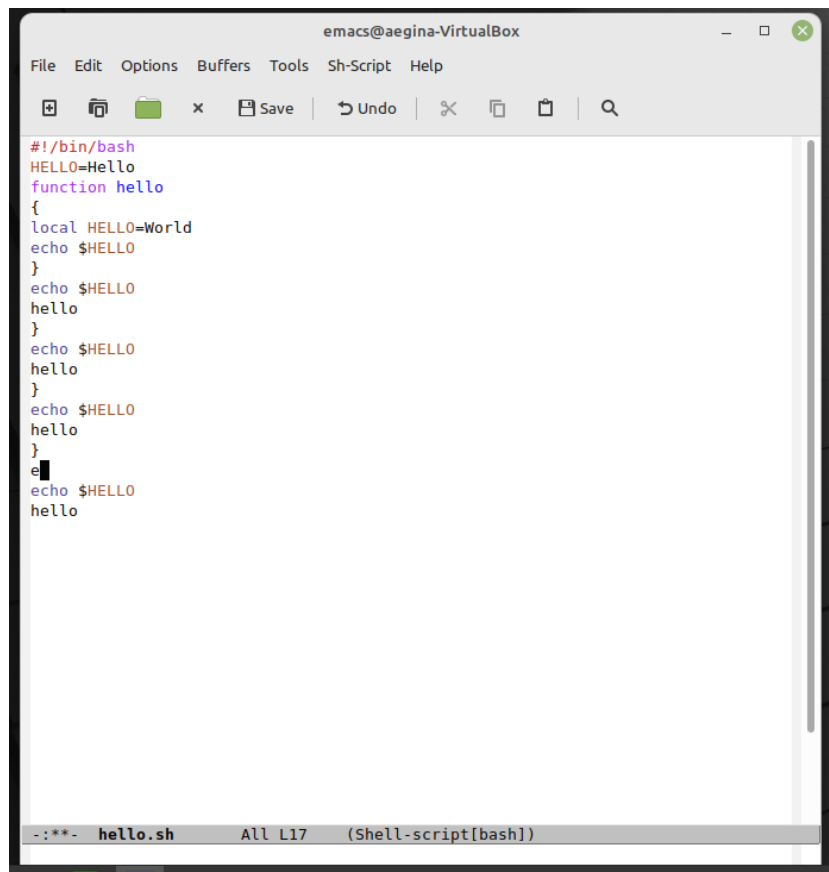 emacs@aegina-VirtualBox
File Edit Options Buffers Tools Sh-Script Help
Save Undo
#!/bin/bash
HELLO=Hello
function hello
{
local HELLO=World
echo $HELLO
}
echo $HELLO
hello
}
echo $HELLO
hello
}
echo $HELLO
hello
}
e
echo $HELLO
hello
-:**- hello.sh All L17 (Shell-script[bash])